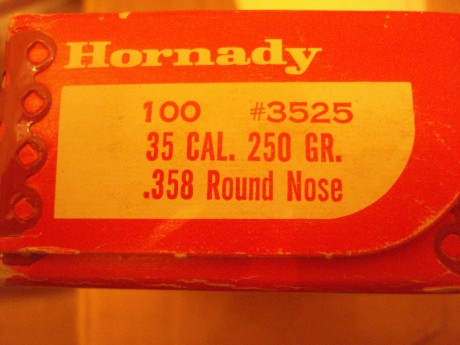 Hornady
100 #3525
35 CAL. 250 GR.
.358 Round Nose